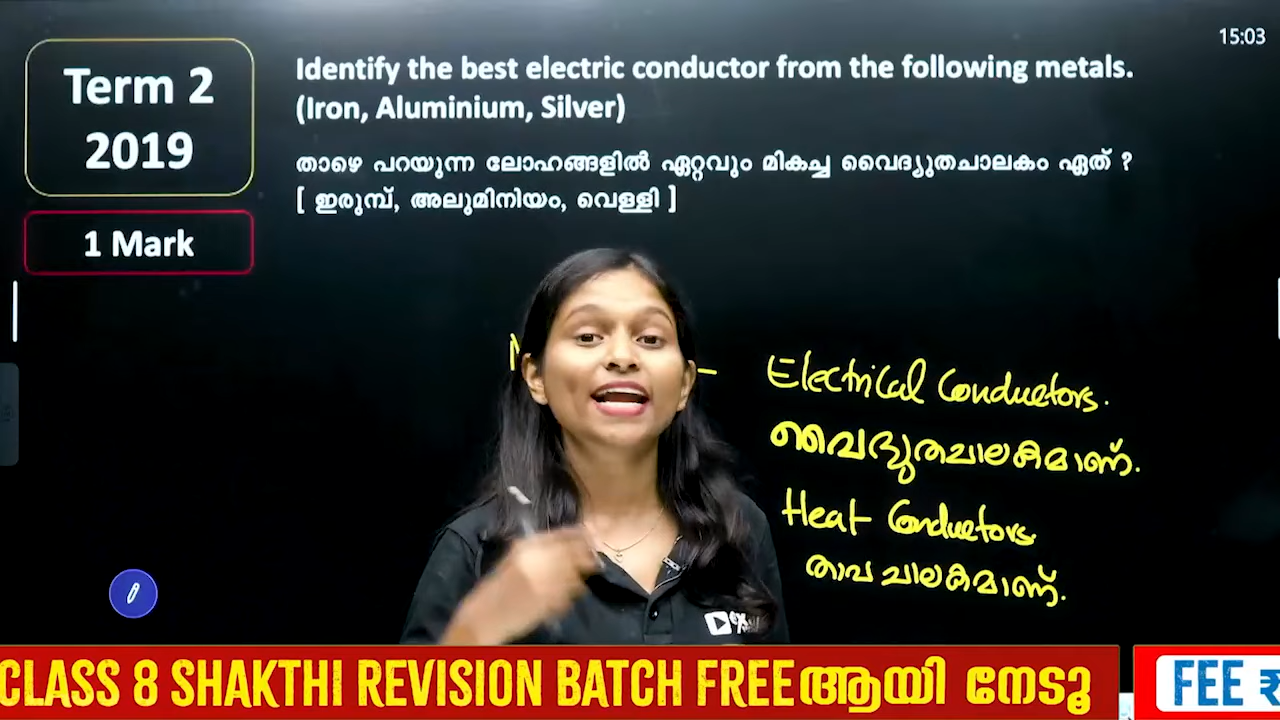 15:03
Term 2
2019
1 Mark
Identify the best electric conductor from the following metals.
(Iron, Aluminium, Silver)
താഴെ പറയുന്ന ലോഹങ്ങളിൽ ഏറ്റവും മികച്ച വൈദ്യുതചാലകം ഏത് ?
[ ഇരുമ്പ്, അലുമിനിയം, വെള്ളി ]
Electrical Conductors.
വൈദ്യുതചാലകമാണ്.
Heat Conductors
താപ ചാലകമാണ്.
CLASS 8 SHAKTHI REVISION BATCH FREE ആയി നേടൂ
FEE ₹